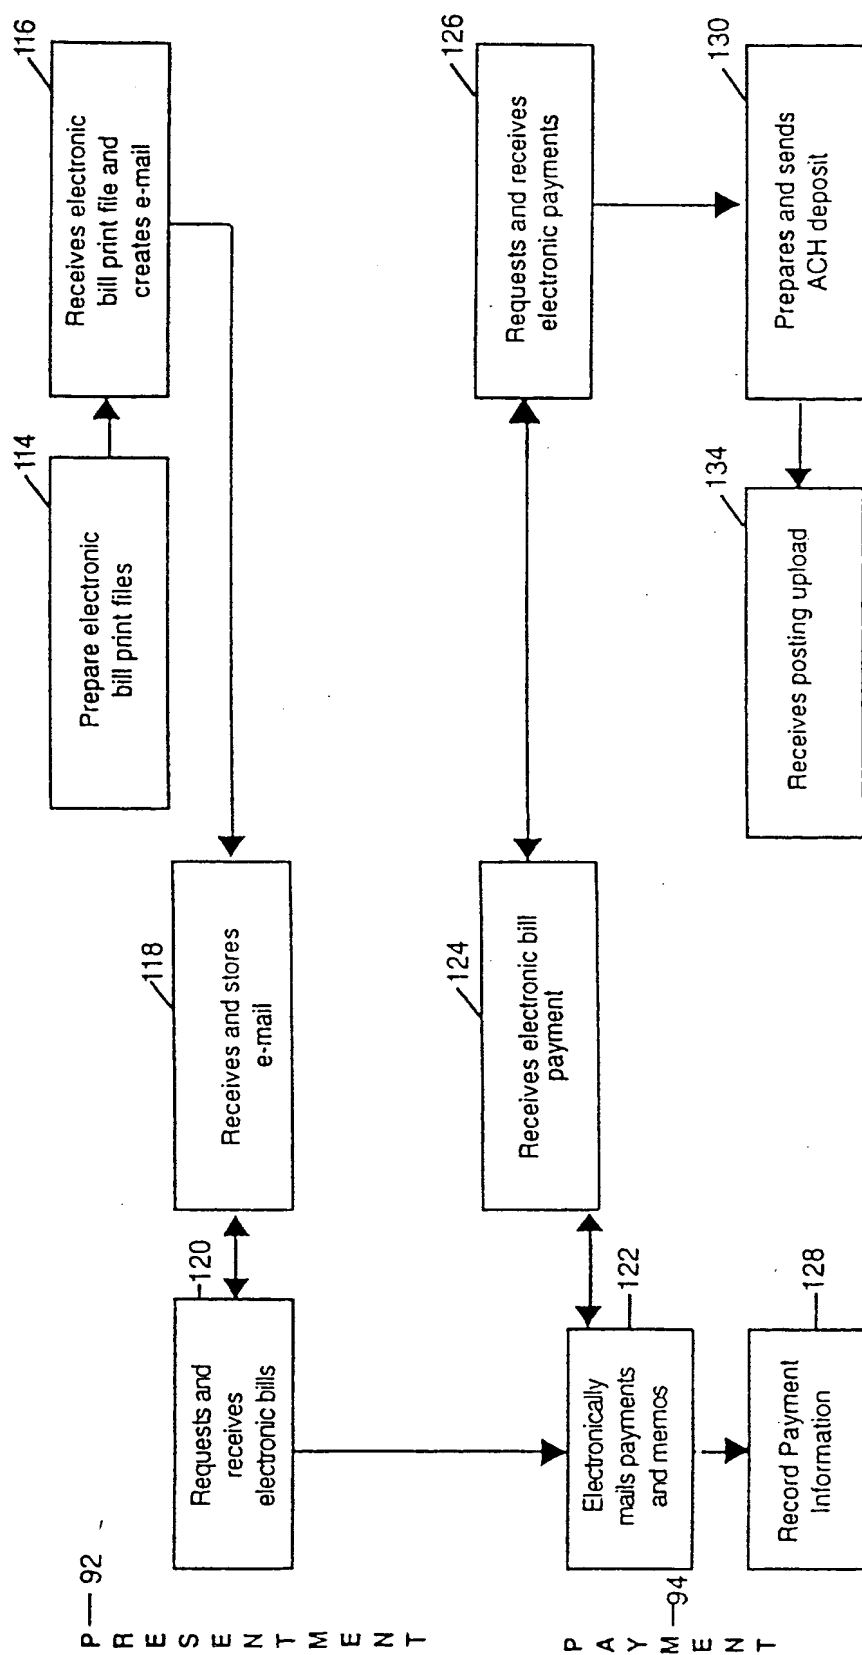 P — 92
R
E
S
E
N
T
M
E
N
T
120
Requests and
receives
electronic bills
118
Receives and stores
e-mail
114
Prepare electronic
bill print files
116
Receives electronic
bill print file and
creates e-mail
P
A
Y
M — 94
E
N
T
Electronically
mails payments
and memos
122
124
Receives electronic bill
payment
126
Requests and receives
electronic payments
Record Payment
Information
128
134
Receives posting upload
130
Prepares and sends
ACH deposit